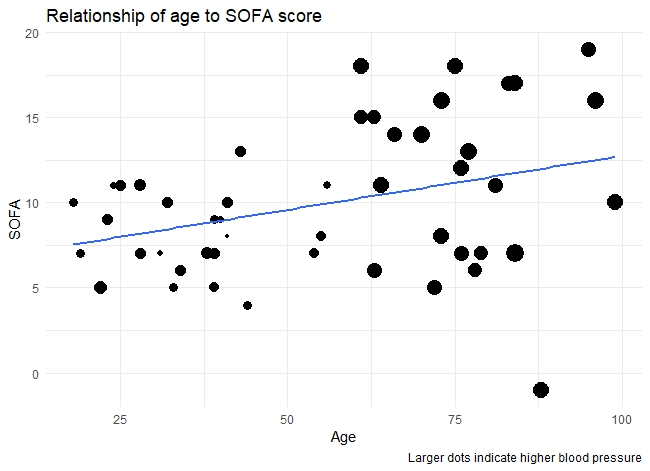 Relationship of age to SOFA score
20
15
10
5
0
SOFA
25 50 75 100
Age
Larger dots indicate higher blood pressure